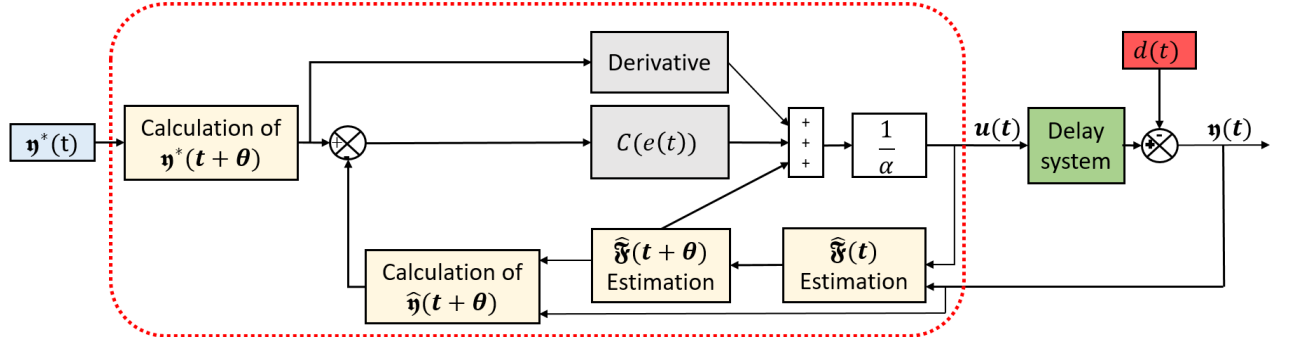 d(t)
Derivative
𝖞*(t)
Calculation of
𝖞*(t + θ)
+
-
C(e(t))
+
+
+
1
α
u(t)
Delay
system
-
+
𝖞(t)
Calculation of
𝖞̂(t + θ)
𝕱̂(t + θ)
Estimation
𝕱̂(t)
Estimation